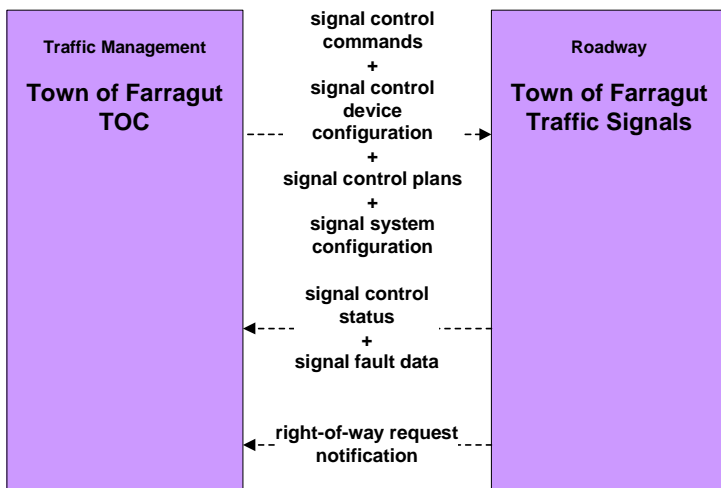 Traffic Management
Town of Farragut
TOC
signal control
commands
+
signal control
device
configuration
+
signal control plans
+
signal system
configuration
signal control
status
+
signal fault data
right-of-way request
notification
Roadway
Town of Farragut
Traffic Signals